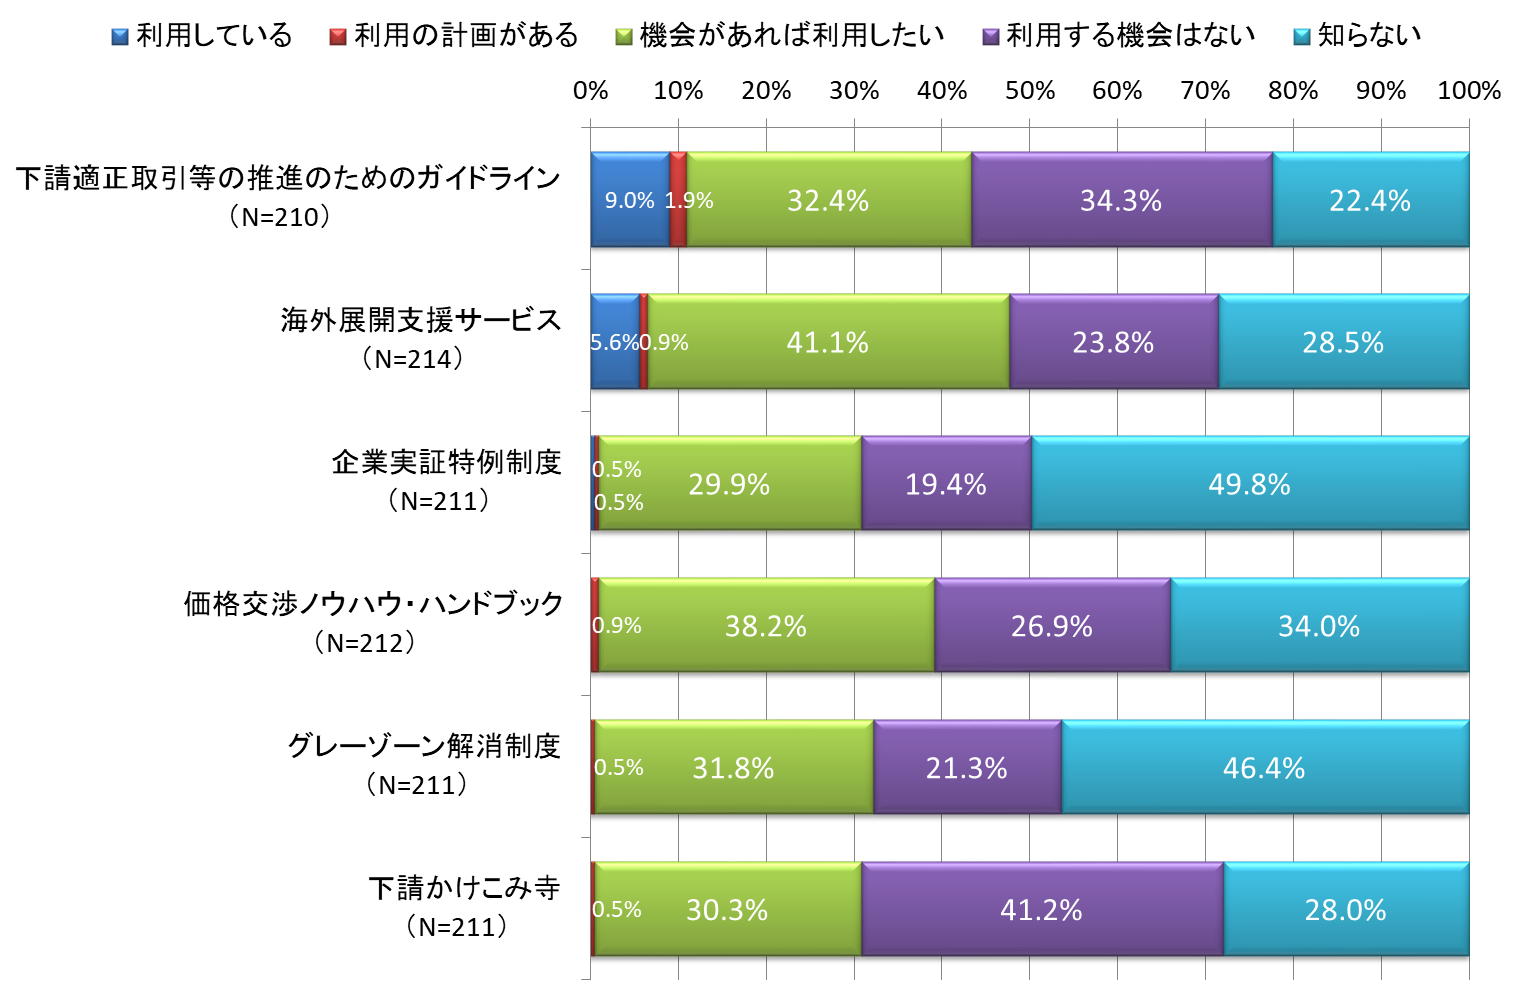 利用している 利用の計画がある 機会があれば利用したい 利用する機会はない 知らない
0% 10% 20% 30% 40% 50% 60% 70% 80% 90% 100%
下請適正取引等の推進のためのガイドライン
（N=210）
9.0% 1.9% 32.4% 34.3% 22.4%
海外展開支援サービス
（N=214）
5.6% 0.9% 41.1% 23.8% 28.5%
企業実証特例制度
（N=211）
0.5%
0.5%
29.9% 19.4% 49.8%
価格交渉ノウハウ・ハンドブック
（N=212）
0.9% 38.2% 26.9% 34.0%
グレーゾーン解消制度
（N=211）
0.5% 31.8% 21.3% 46.4%
下請かけこみ寺
（N=211）
0.5% 30.3% 41.2% 28.0%